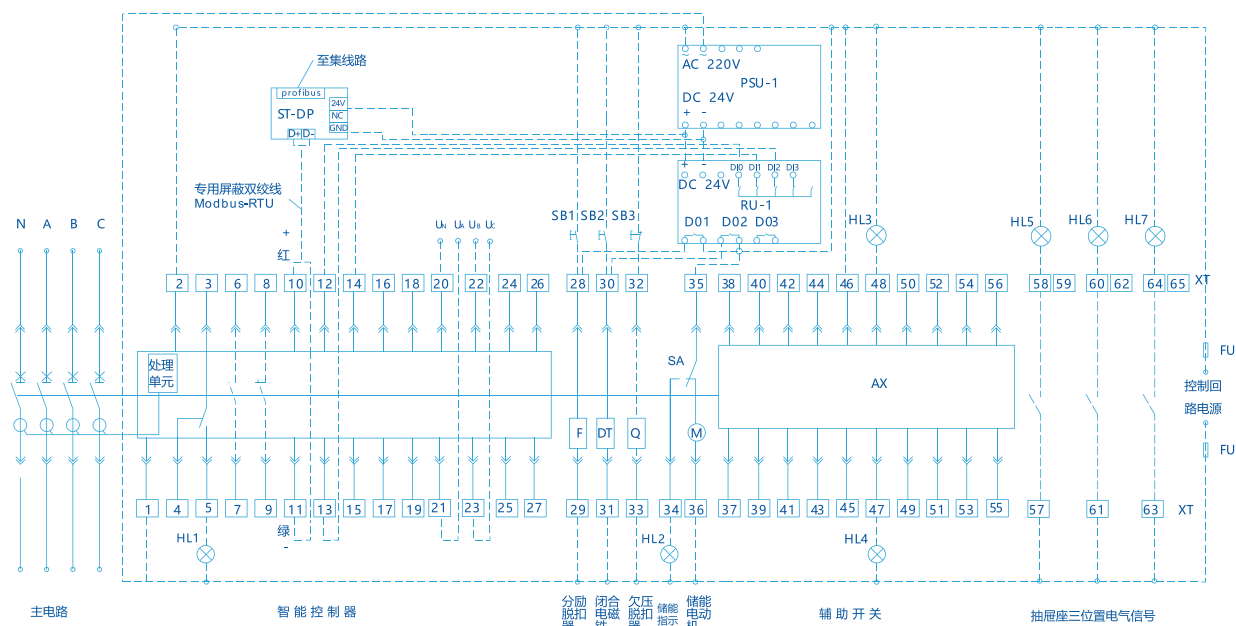 至集线路
profibus
ST-DP
24V
NC
GND
D+D-
AC 220V
PSU-1
DC 24V
+ -
+ -
DI0 DI1 DI2 DI3
DC 24V
RU-1
D01 D02 D03
专用屏蔽双绞线
Modbus-RTU
+
红
N A B C
UN UA UB UC
SB1 SB2 SB3
HL3
HL5 HL6 HL7
2 3 6 8 10 12 14 16 18 20 22 24 26 28 30 32 35 38 40 42 44 46 48 50 52 54 56 58 59 60 62 64 65 XT
处理
单元
SA
AX
FU
控制回
路电源
F DT Q M
FU
1 4 5 7 9 11 13 15 17 19 21 23 25 27 29 31 33 34 36 37 39 41 43 45 47 49 51 53 55 57 61 63 XT
绿
-
HL1 HL2 HL4
主电路
智能控制器
分励
脱扣
器
闭合
电磁
铁
欠压
脱扣
器
储能
指示
储能
电动
机
辅助开关
抽屉座三位置电气信号